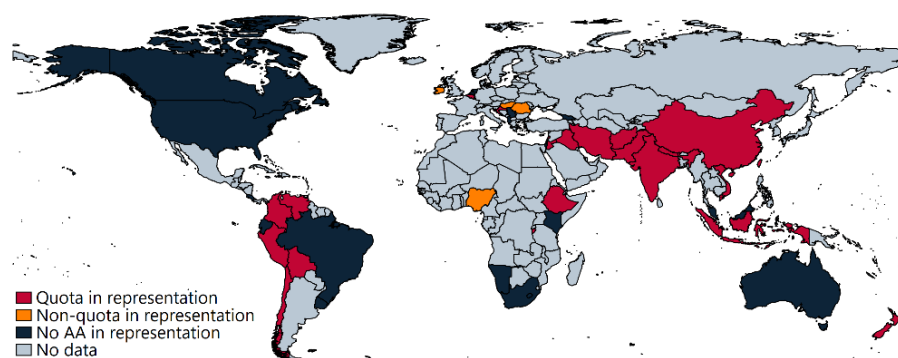 Quota in representation
Non-quota in representation
No AA in representation
No data